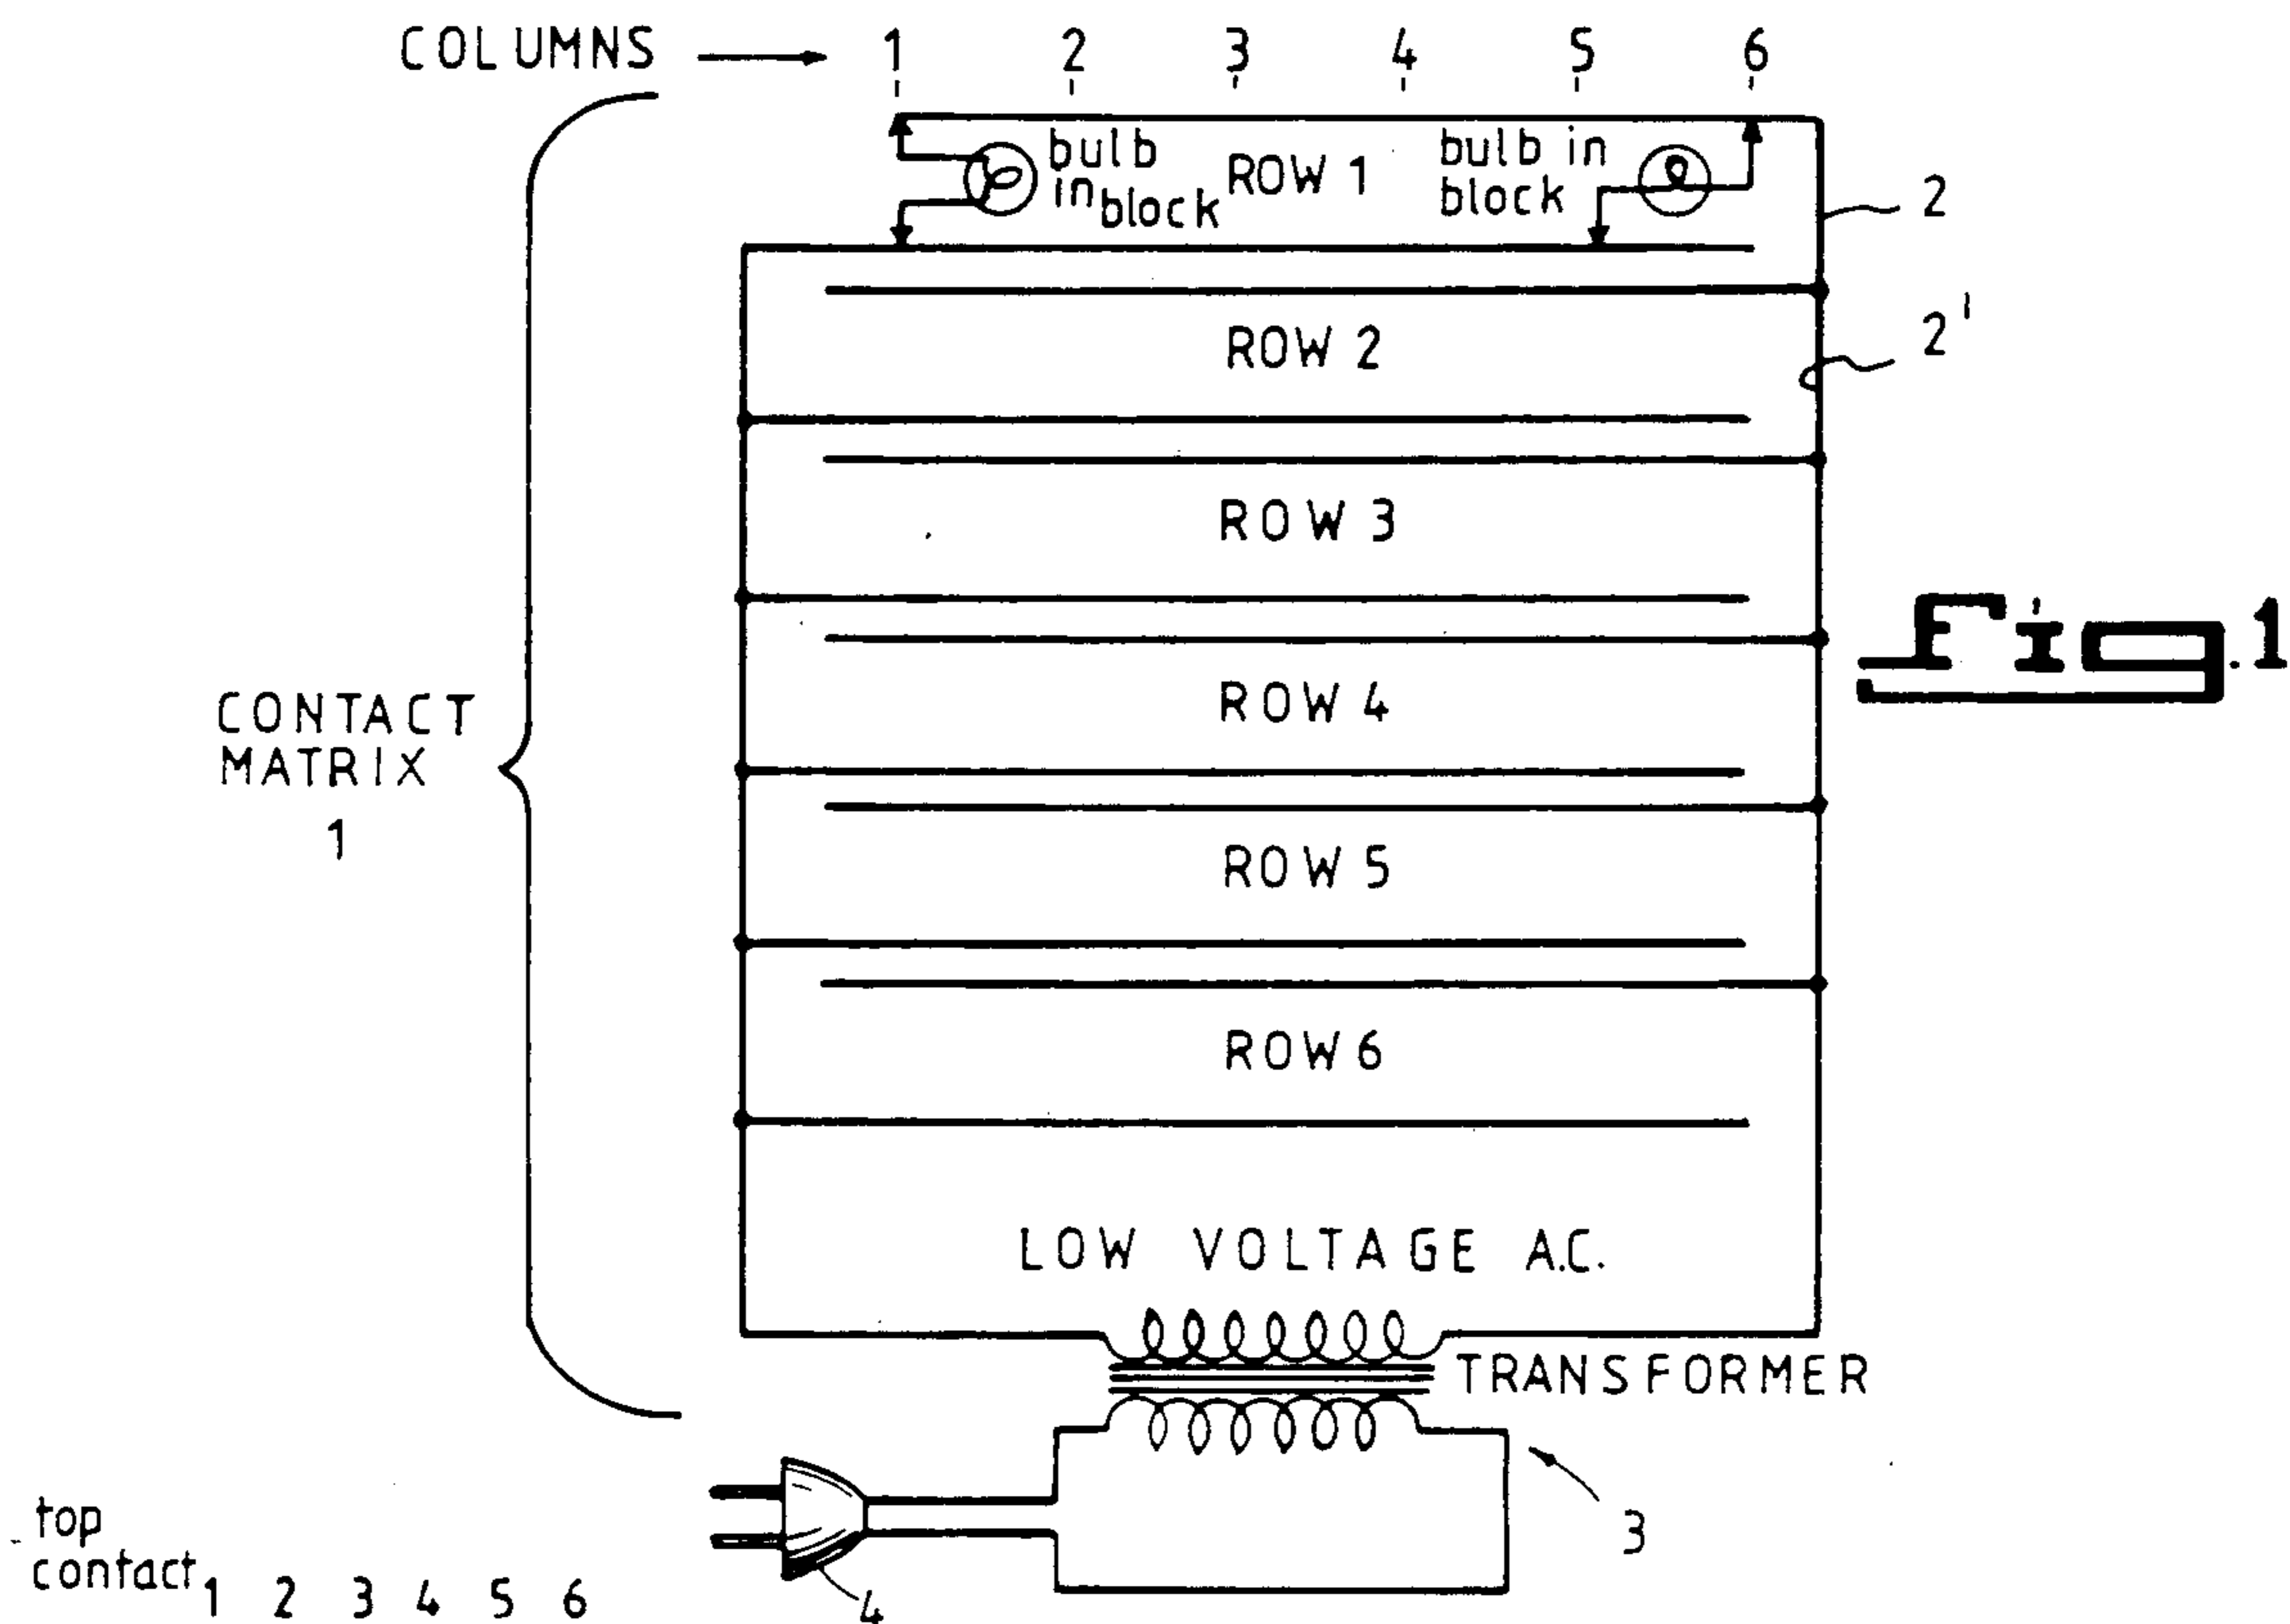 COLUMNS 1 2 3 4 5 6
bulb in block ROW 1 bulb in block
2
ROW 2
2'
ROW 3
Fig. 1
ROW 4
CONTACT
MATRIX
1
ROW 5
ROW 6
LOW VOLTAGE A.C.
TRANSFORMER
3
4
top
contact 1 2 3 4 5 6